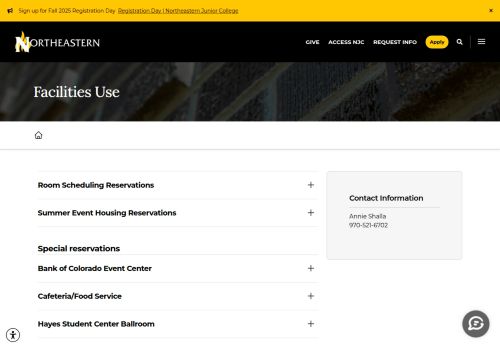 Sign up for Fall 2025 Registration Day Registration Day | Northeastern Junior College ×
NORTHEASTERN GIVE ACCESS NJC REQUEST INFO Apply
Facilities Use
Room Scheduling Reservations +
Summer Event Housing Reservations +
Special reservations
Bank of Colorado Event Center +
Cafeteria/Food Service +
Hayes Student Center Ballroom +
Contact Information
Annie Shalla
970-521-6702